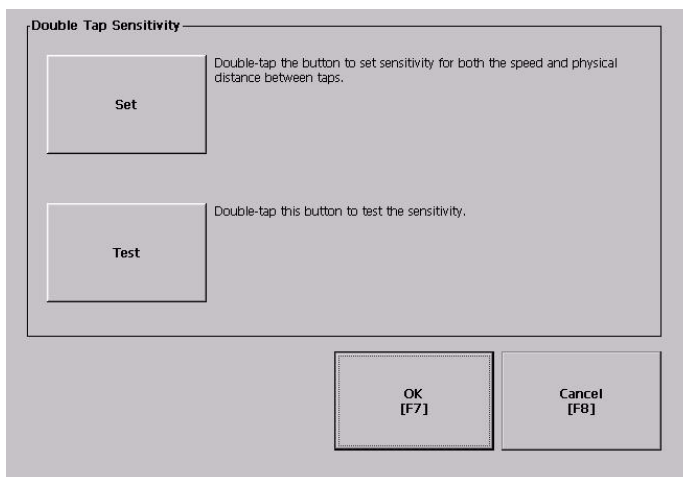 Double Tap Sensitivity
Set
Double-tap the button to set sensitivity for both the speed and physical
distance between taps.
Test
Double-tap this button to test the sensitivity.
OK
[F7]
Cancel
[F8]